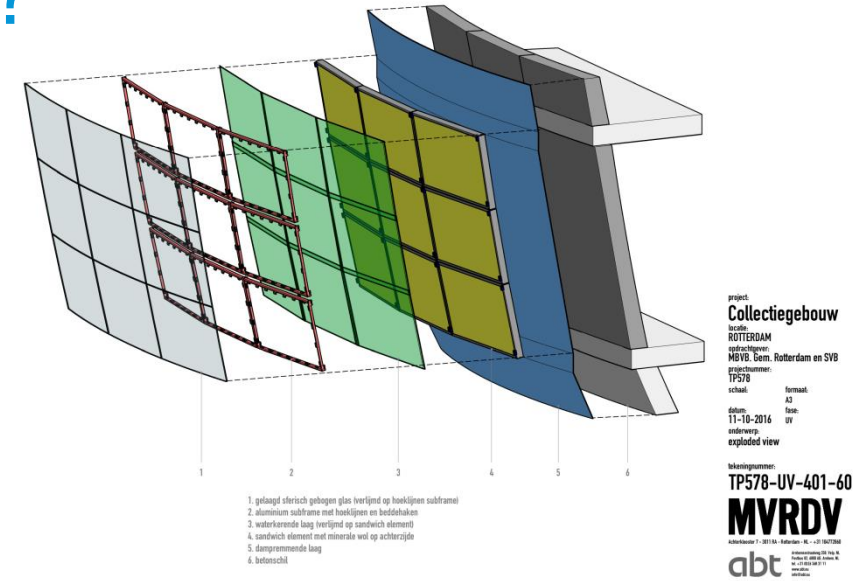 ?
1
2
3
4
5
6
1. gelaagd sferisch gebogen glas (verlijmd op hoeklijnen subframe)
2. aluminium subframe met hoeklijnen en beddehaken
3. waterkerende laag (verlijmd op sandwich element)
4. sandwich element met minerale wol op achterzijde
5. dampremmende laag
6. betonschil
project:
Collectiegebouw
locatie:
ROTTERDAM
opdrachtgever:
MBVB, Gem. Rotterdam en SVB
projectnummer:
TP578
schaal: formaat:
A3
datum: fase:
11-10-2016 UV
onderwerp:
exploded view
tekeningnummer:
TP578-UV-401-60
MVRDV
abt